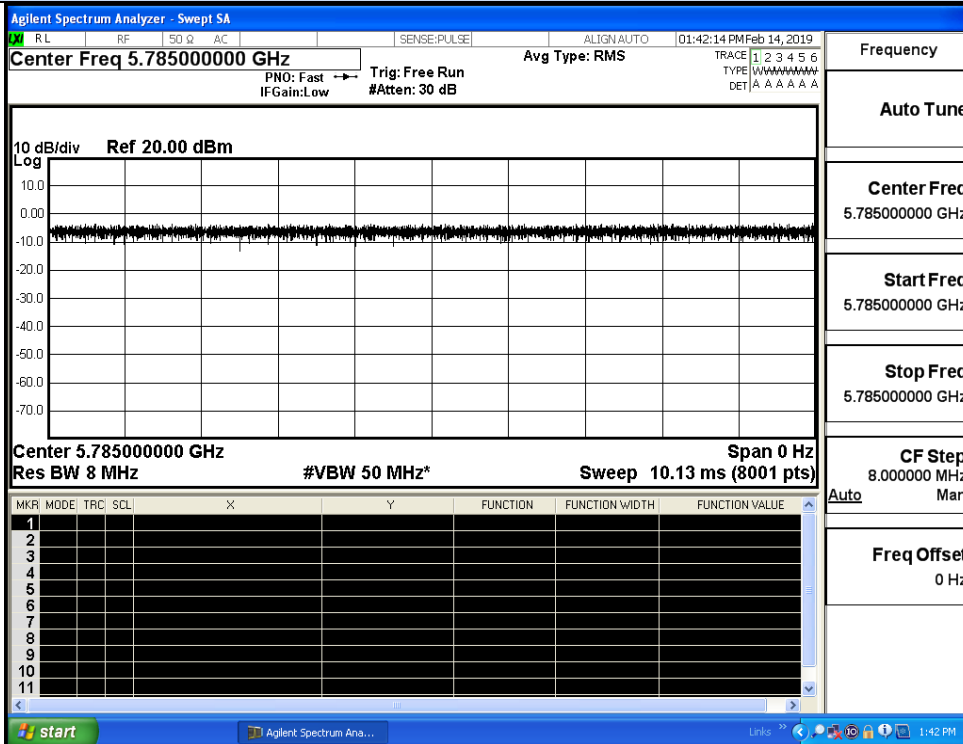 Agilent Spectrum Analyzer - Swept SA
LXI RL RF 50 Ω AC SENSE:PULSE ALIGN AUTO 01:42:14 PM Feb 14, 2019
Center Freq 5.785000000 GHz
PNO: Fast
IFGain:Low
Trig: Free Run
#Atten: 30 dB
Avg Type: RMS
TRACE 1 2 3 4 5 6
TYPE WWWWWW
DET A A A A A A
10 dB/div Ref 20.00 dBm
Log
10.0
0.00
-10.0
-20.0
-30.0
-40.0
-50.0
-60.0
-70.0
Center 5.785000000 GHz Span 0 Hz
Res BW 8 MHz #VBW 50 MHz* Sweep 10.13 ms (8001 pts)
MKR MODE TRC SCL X Y FUNCTION FUNCTION WIDTH FUNCTION VALUE
1
2
3
4
5
6
7
8
9
10
11
Frequency
Auto Tune
Center Freq
5.785000000 GHz
Start Freq
5.785000000 GHz
Stop Freq
5.785000000 GHz
CF Step
8.000000 MHz
Auto Man
Freq Offset
0 Hz
start Agilent Spectrum Ana... Links » 1:42 PM